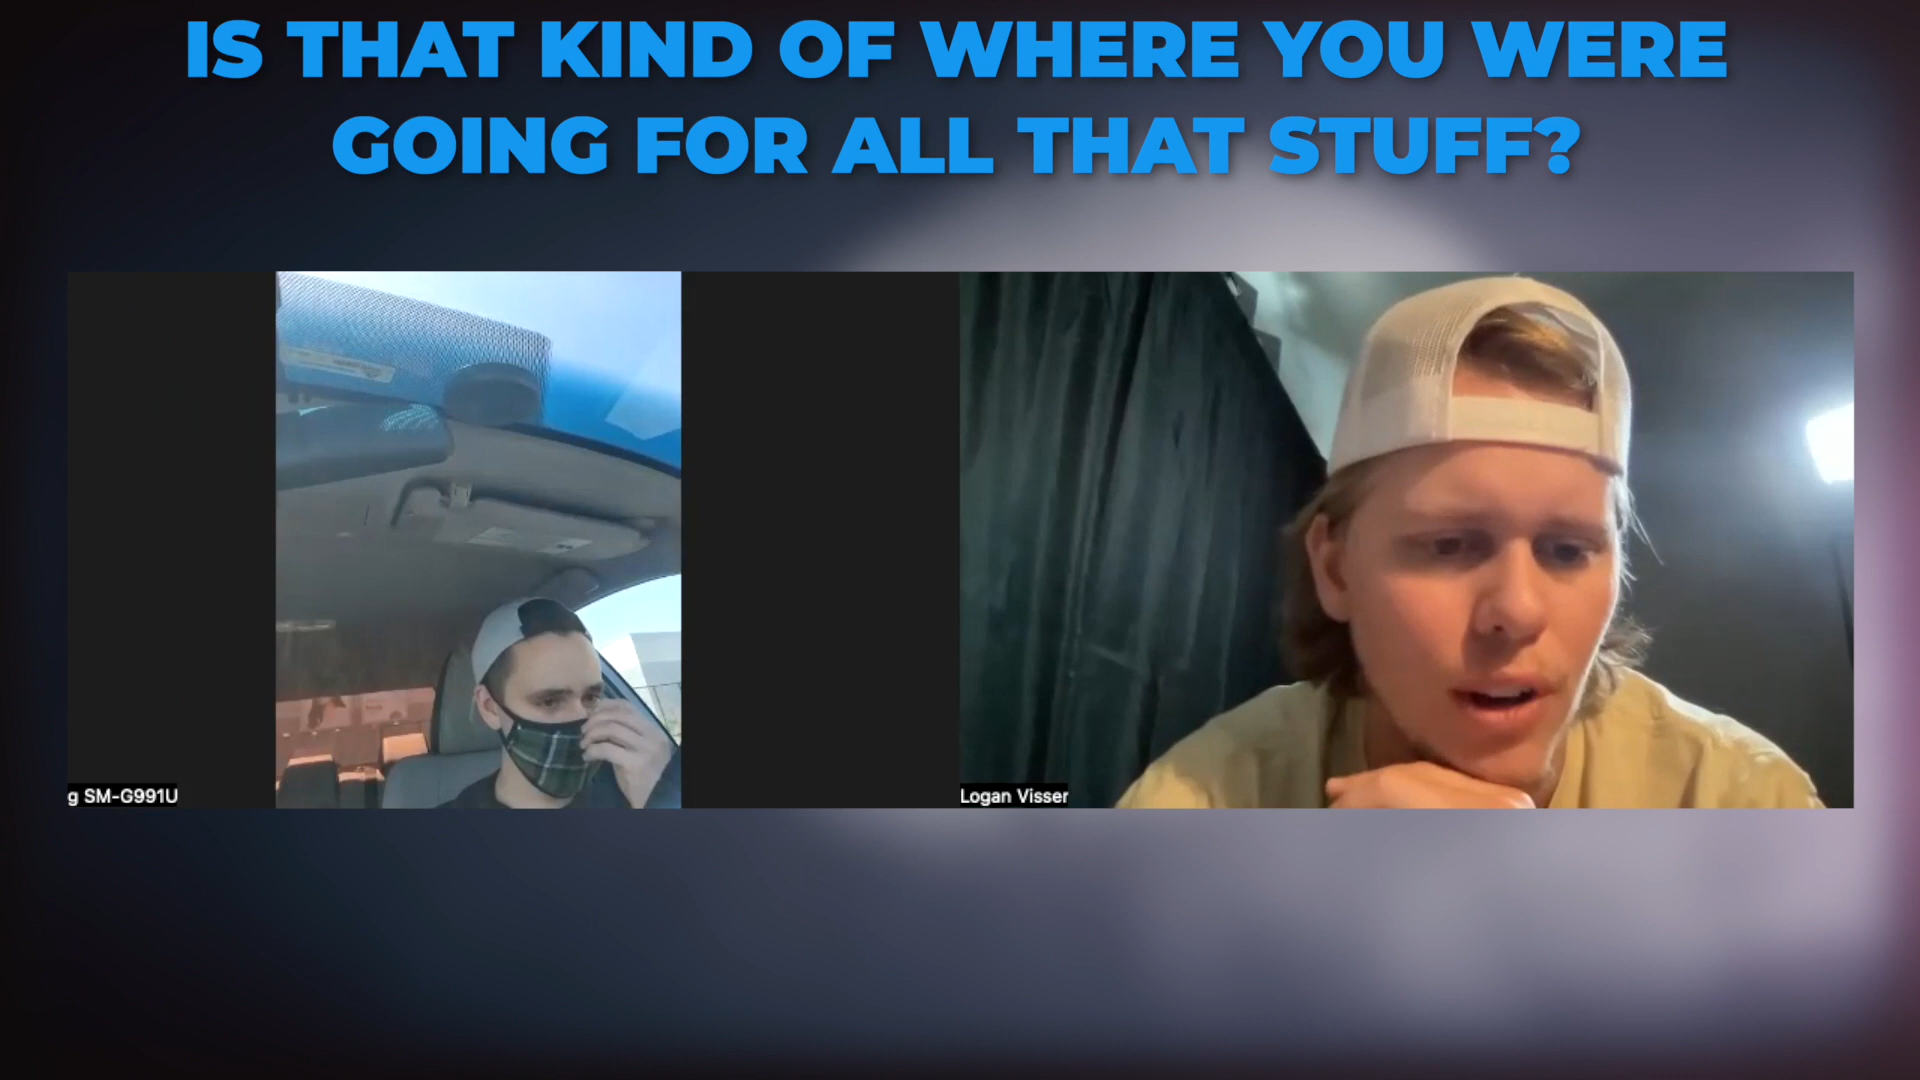 IS THAT KIND OF WHERE YOU WERE
GOING FOR ALL THAT STUFF?
g SM-G991U
Logan Visser